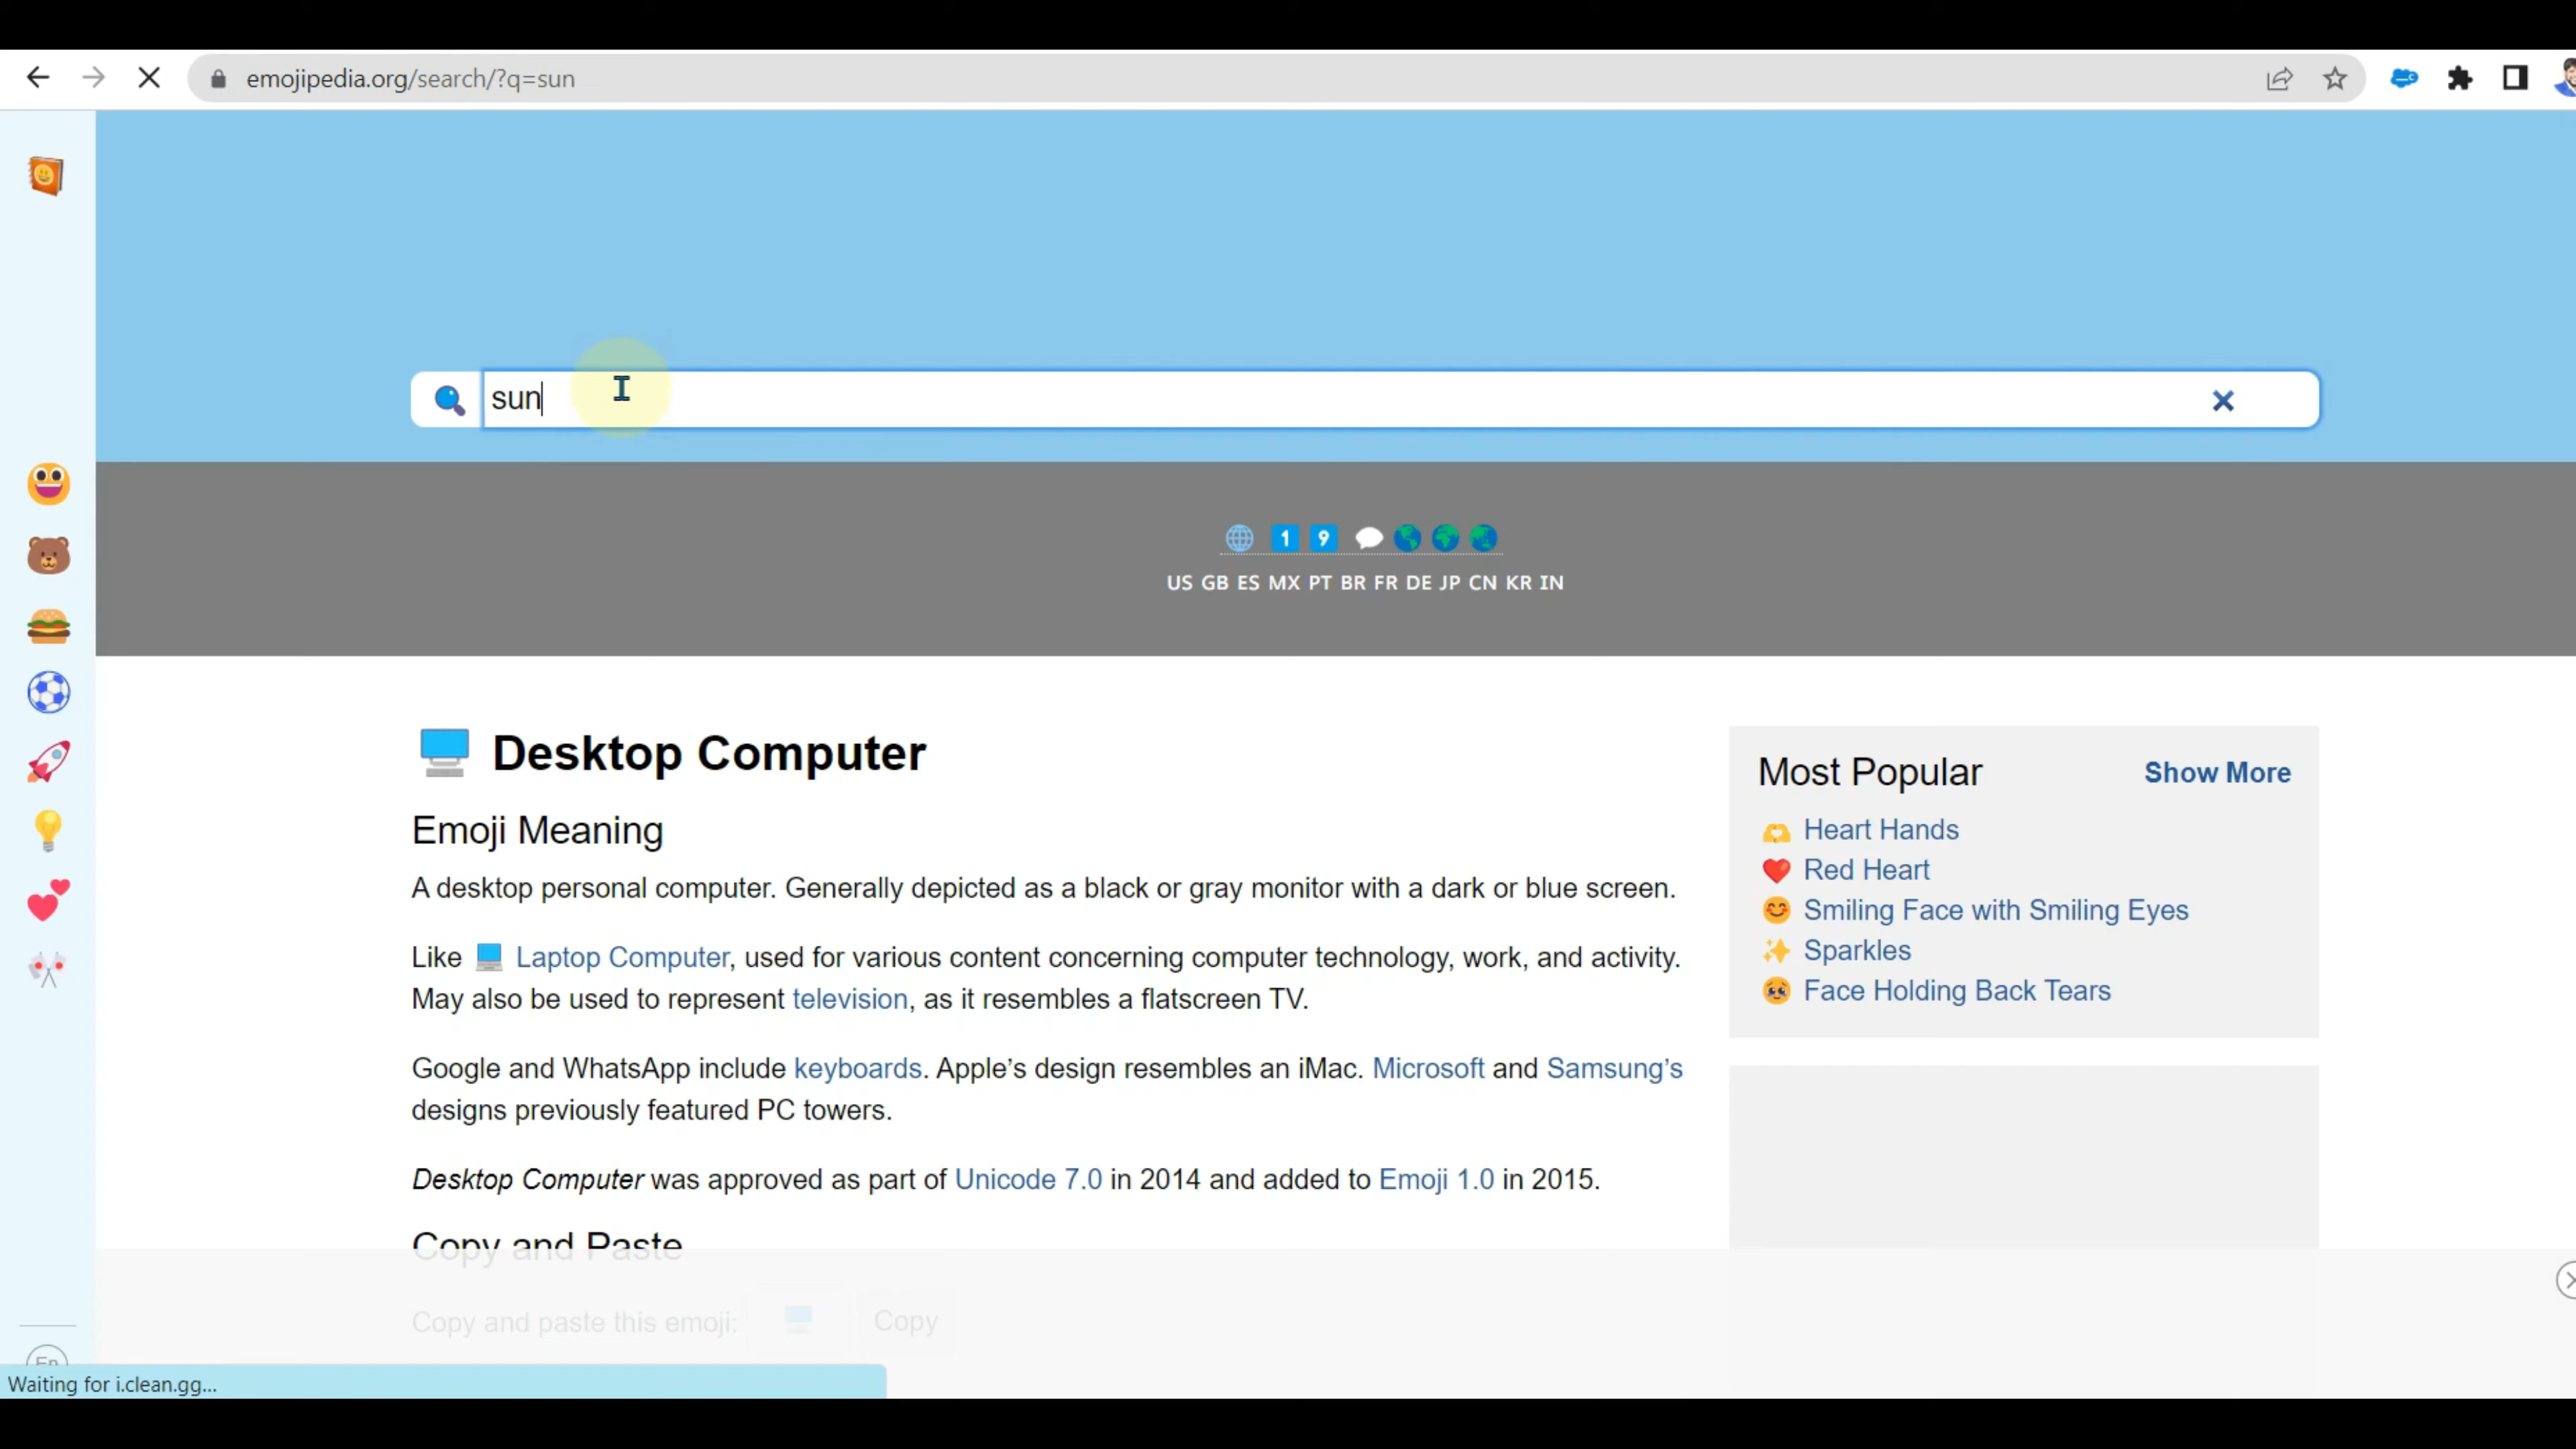 emojipedia.org/search/?q=sun
sun
1 9
US GB ES MX PT BR FR DE JP CN KR IN
Desktop Computer
Emoji Meaning
A desktop personal computer. Generally depicted as a black or gray monitor with a dark or blue screen.
Like Laptop Computer, used for various content concerning computer technology, work, and activity.
May also be used to represent television, as it resembles a flatscreen TV.
Google and WhatsApp include keyboards. Apple's design resembles an iMac. Microsoft and Samsung's
designs previously featured PC towers.
Desktop Computer was approved as part of Unicode 7.0 in 2014 and added to Emoji 1.0 in 2015.
Copy and Paste
Copy and paste this emoji: Copy
Most Popular Show More
Heart Hands
Red Heart
Smiling Face with Smiling Eyes
Sparkles
Face Holding Back Tears
En
Waiting for i.clean.gg...